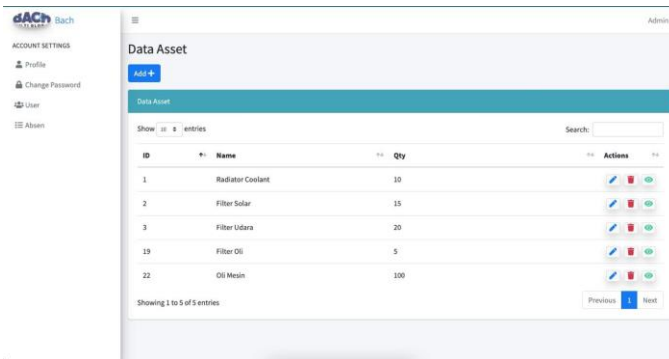 dACh Bach
Admin
ACCOUNT SETTINGS
Profile
Change Password
User
Absen
Data Asset
Add +
Data Asset
Show 10 entries
Search:
ID Name Qty Actions
1 Radiator Coolant 10
2 Filter Solar 15
3 Filter Udara 20
19 Filter Oli 5
22 Oli Mesin 100
Showing 1 to 5 of 5 entries
Previous 1 Next